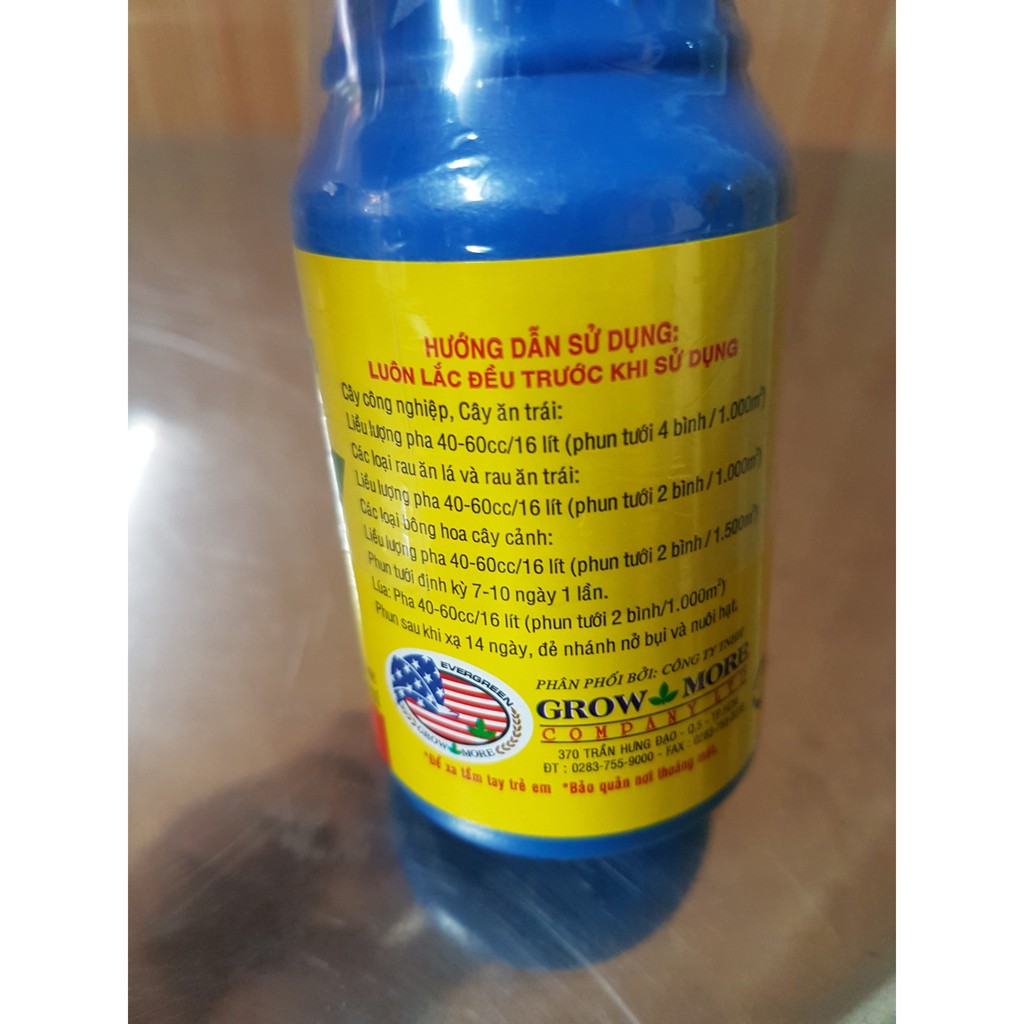 HƯỚNG DẪN SỬ DỤNG:
LUÔN LẮC ĐỀU TRƯỚC KHI SỬ DỤNG
Cây công nghiệp, Cây ăn trái:
Liều lượng pha 40-60cc/16 lít (phun tưới 4 bình / 1.000m²)
Các loại rau ăn lá và rau ăn trái:
Liều lượng pha 40-60cc/16 lít (phun tưới 2 bình / 1.000m²)
Các loại bông hoa cây cảnh:
Liều lượng pha 40-60cc/16 lít (phun tưới 2 bình / 1.500m²)
Phun tưới định kỳ 7-10 ngày 1 lần.
Lúa: Pha 40-60cc/16 lít (phun tưới 2 bình/1.000m²)
Phun sau khi xạ 14 ngày, đẻ nhánh nở bụi và nuôi hạt.
EVERGREEN
GROW MORE
PHÂN PHỐI BỞI: CÔNG TY TNHH
GROW MORE
COMPANY LTD
370 TRẦN HƯNG ĐẠO - Q.5 - TP.HCM
ĐT : 0283-755-9000 - FAX : 0283-
*Để xa tầm tay trẻ em *Bảo quản nơi thoáng mát.